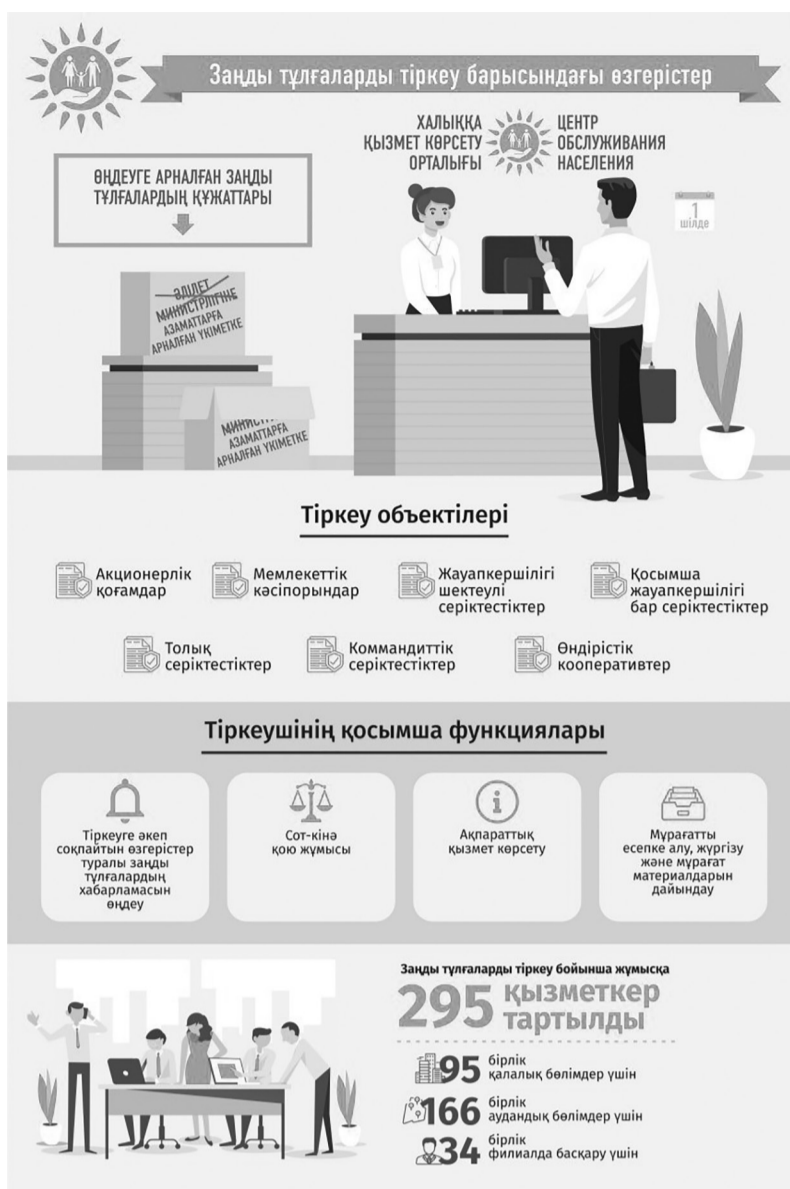 Заңды тұлғаларды тіркеу барысындағы өзгерістер
ХАЛЫҚҚА
ҚЫЗМЕТ КӨРСЕТУ
ОРТАЛЫҒЫ
ЦЕНТР
ОБСЛУЖИВАНИЯ
НАСЕЛЕНИЯ
ӨҢДЕУГЕ АРНАЛҒАН ЗАҢДЫ
ТҰЛҒАЛАРДЫҢ ҚҰЖАТТАРЫ
1
шілде
ӘДІЛЕТ
МИНИСТРЛІГІНЕ
АЗАМАТТАРҒА
АРНАЛҒАН ҮКІМЕТКЕ
АЗАМАТТАРҒА
АРНАЛҒАН ҮКІМЕТКЕ
Тіркеу объектілері
Акционерлік
қоғамдар
Мемлекеттік
кәсіпорындар
Жауапкершілігі
шектеулі
серіктестіктер
Қосымша
жауапкершілігі
бар серіктестіктер
Толық
серіктестіктер
Коммандиттік
серіктестіктер
Өндірістік
кооперативтер
Тіркеушінің қосымша функциялары
Тіркеуге әкеп
соқпайтын өзгерістер
туралы заңды
тұлғалардың
хабарламасын
өңдеу
Сот-кінә
қою жұмысы
Ақпараттық
қызмет көрсету
Мұрағатты
есепке алу, жүргізу
және мұрағат
материалдарын
дайындау
Заңды тұлғаларды тіркеу бойынша жұмысқа
295 қызметкер
тартылды
95 бірлік
қалалық бөлімдер үшін
166 бірлік
аудандық бөлімдер үшін
34 бірлік
филиалда басқару үшін